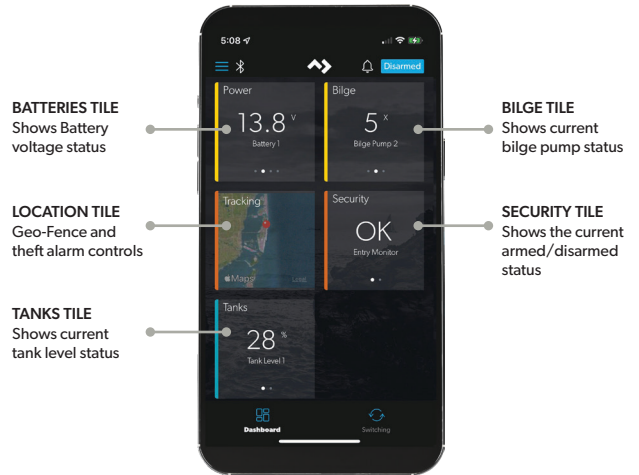 5:08
Disarmed
Power
13.8 V
Battery 1
Bilge
5 X
Bilge Pump 2
Tracking
Maps
Legal
Security
OK
Entry Monitor
Tanks
28 %
Tank Level 1
Dashboard
Switching
BATTERIES TILE
Shows Battery
voltage status
LOCATION TILE
Geo-Fence and
theft alarm controls
TANKS TILE
Shows current
tank level status
BILGE TILE
Shows current
bilge pump status
SECURITY TILE
Shows the current
armed/disarmed
status